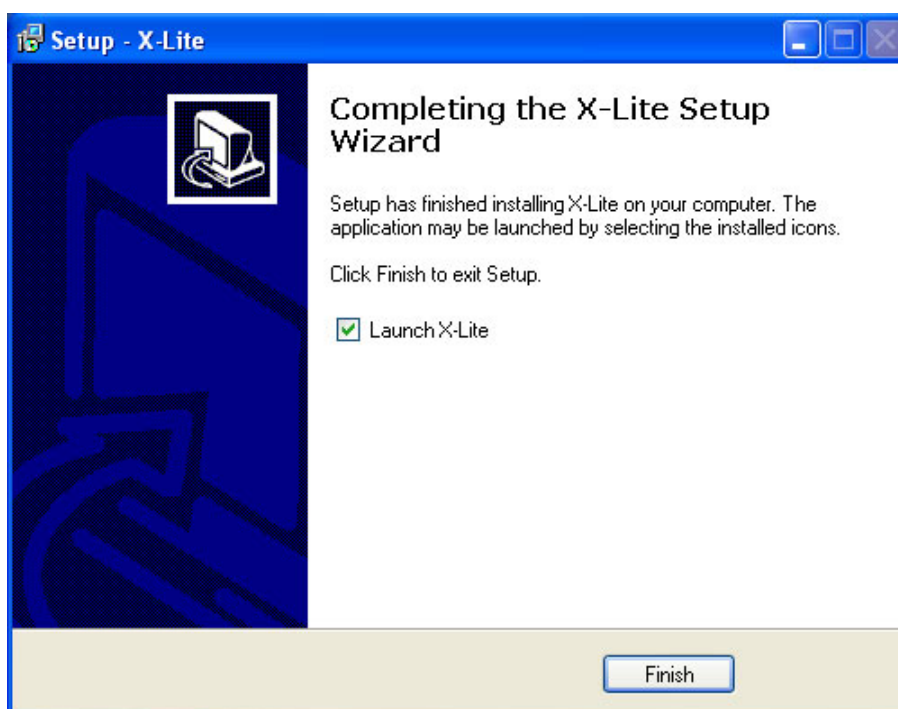 Setup - X-Lite
Completing the X-Lite Setup
Wizard
Setup has finished installing X-Lite on your computer. The
application may be launched by selecting the installed icons.
Click Finish to exit Setup.
Launch X-Lite
Finish